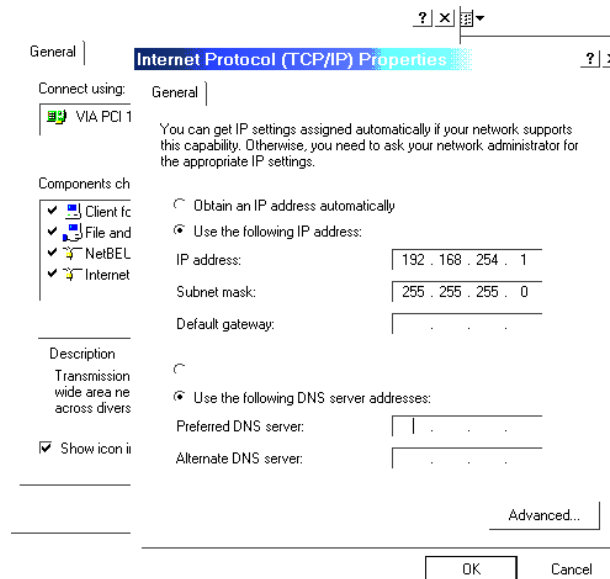 General
Connect using:
VIA PCI 1
Components ch
Client fo
File and
NetBEU
Internet
Description
Transmission
wide area ne
across divers
Show icon i
Internet Protocol (TCP/IP) Properties
General
You can get IP settings assigned automatically if your network supports
this capability. Otherwise, you need to ask your network administrator for
the appropriate IP settings.
Obtain an IP address automatically
Use the following IP address:
IP address: 192 . 168 . 254 . 1
Subnet mask: 255 . 255 . 255 . 0
Default gateway: . . .
Use the following DNS server addresses:
Preferred DNS server: . . .
Alternate DNS server: . . .
Advanced...
OK Cancel